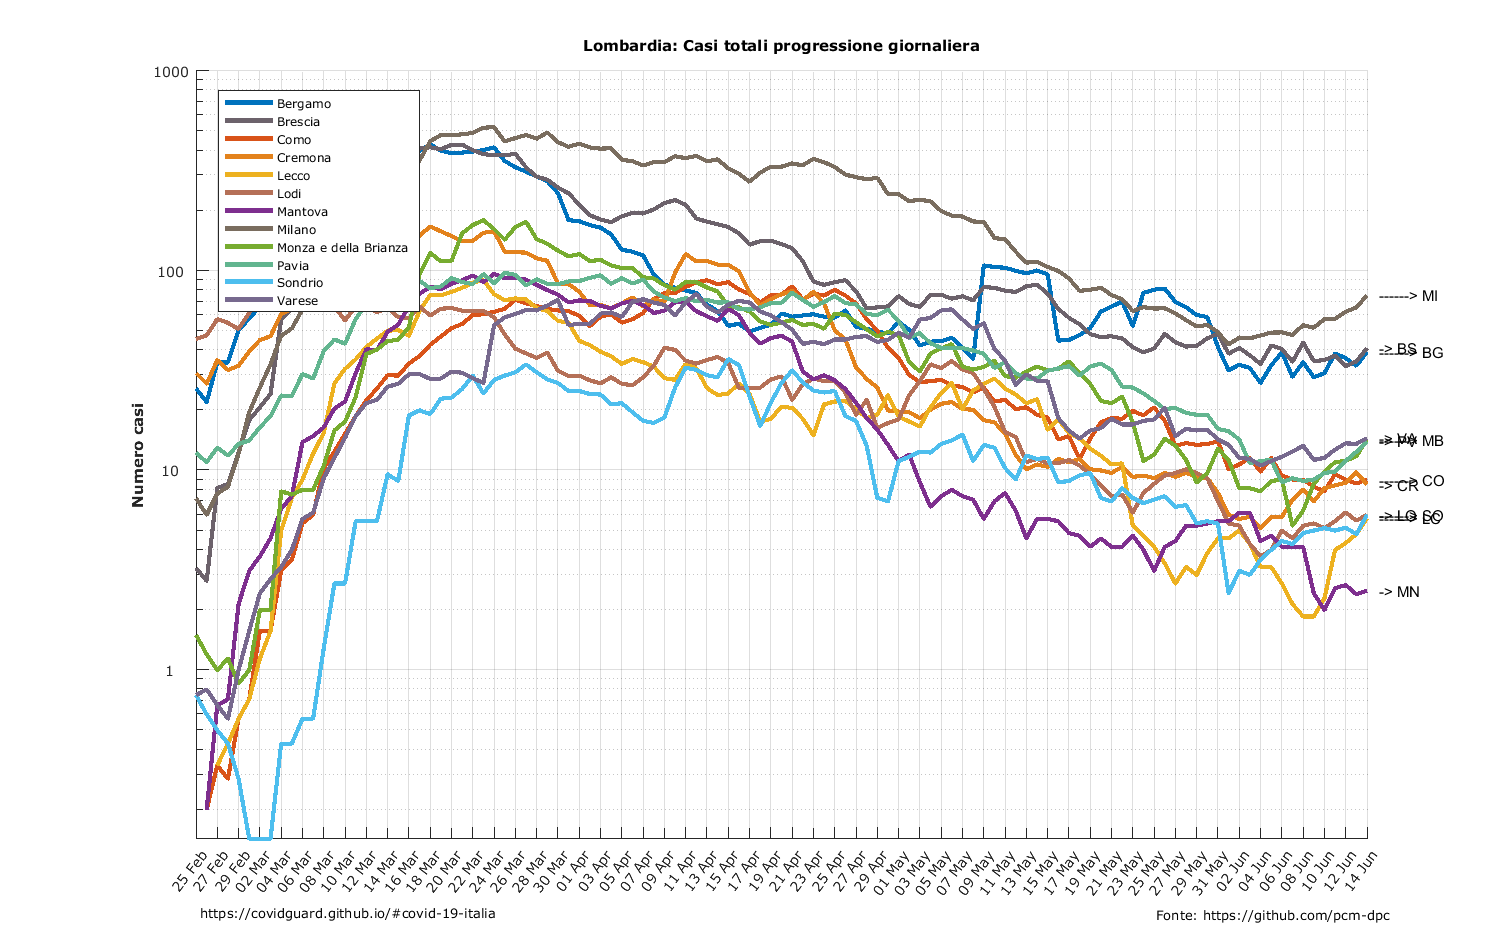 Lombardia: Casi totali progressione giornaliera
Numero casi
1000
100
10
1
Bergamo
Brescia
Como
Cremona
Lecco
Lodi
Mantova
Milano
Monza e della Brianza
Pavia
Sondrio
Varese
------> MI
-> BS
------> BG
-> VA
------> MB
------> CO
-> CR
-> LO
-> MN
25 Feb
27 Feb
29 Feb
02 Mar
04 Mar
06 Mar
08 Mar
10 Mar
12 Mar
14 Mar
16 Mar
18 Mar
20 Mar
22 Mar
24 Mar
26 Mar
28 Mar
30 Mar
01 Apr
03 Apr
05 Apr
07 Apr
09 Apr
11 Apr
13 Apr
15 Apr
17 Apr
19 Apr
21 Apr
23 Apr
25 Apr
27 Apr
29 Apr
01 May
03 May
05 May
07 May
09 May
11 May
13 May
15 May
17 May
19 May
21 May
23 May
25 May
27 May
29 May
31 May
02 Jun
04 Jun
06 Jun
08 Jun
10 Jun
12 Jun
14 Jun
https://covidguard.github.io/#covid-19-italia
Fonte: https://github.com/pcm-dpc